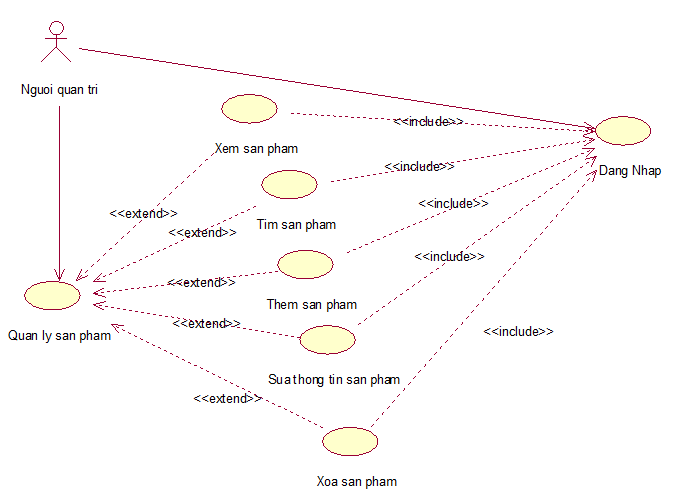 Nguoi quan tri
<<include>>
Xem san pham
Dang Nhap
<<include>>
<<extend>>
Tim san pham
<<include>>
<<extend>>
<<include>>
<<extend>>
Them san pham
<<extend>>
Quan ly san pham
<<include>>
Sua thong tin san pham
<<extend>>
Xoa san pham